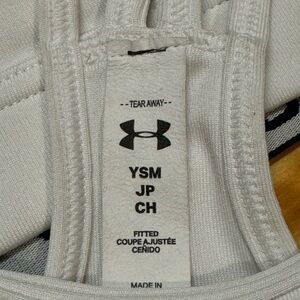 --TEAR AWAY--
YSM
JP
CH
FITTED
COUPE AJUSTÉE
CEÑIDO
MADE IN